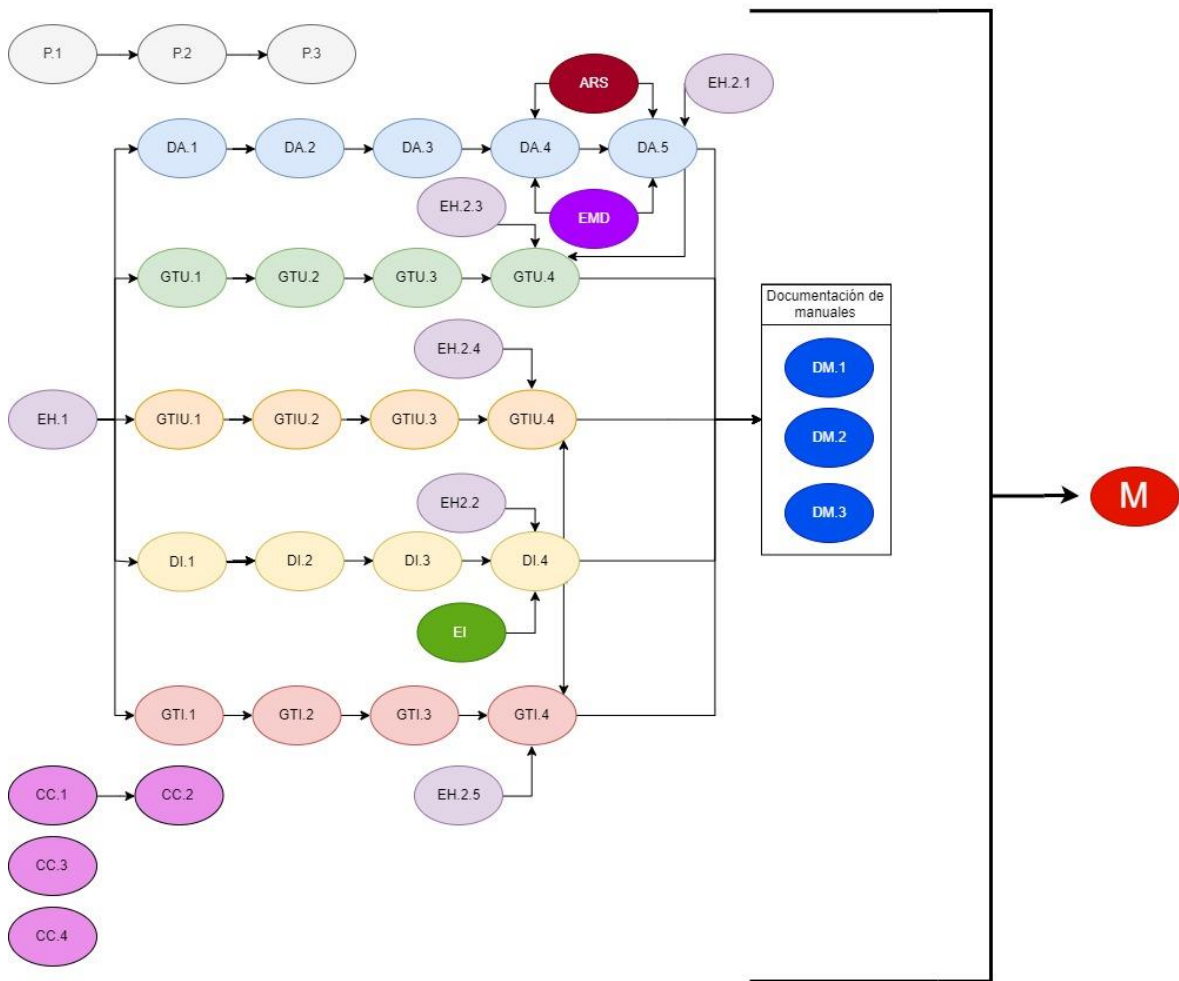 P.1
P.2
P.3
ARS
EH.2.1
DA.1
DA.2
DA.3
DA.4
DA.5
EH.2.3
EMD
GTU.1
GTU.2
GTU.3
GTU.4
Documentación de
manuales
EH.2.4
DM.1
EH.1
GTIU.1
GTIU.2
GTIU.3
GTIU.4
DM.2
EH2.2
DM.3
M
DI.1
DI.2
DI.3
DI.4
EI
GTI.1
GTI.2
GTI.3
GTI.4
CC.1
CC.2
EH.2.5
CC.3
CC.4